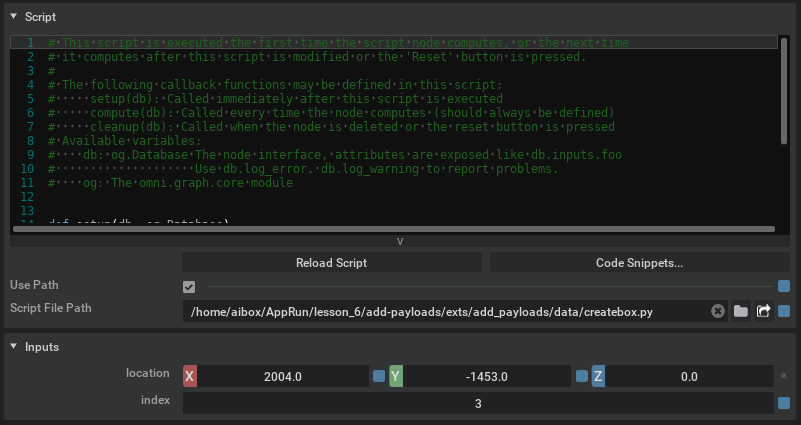 Script
1 # This script is executed the first time the script node computes, or the next time
2 # it computes after this script is modified or the 'Reset' button is pressed.
3 #
4 # The following callback functions may be defined in this script:
5 # setup(db): Called immediately after this script is executed
6 # compute(db): Called every time the node computes (should always be defined)
7 # cleanup(db): Called when the node is deleted or the reset button is pressed
8 # Available variables:
9 # db: og.Database The node interface, attributes are exposed like db.inputs.foo
10 # Use db.log_error, db.log_warning to report problems.
11 # og: The omni.graph.core module
12
13
14 def setup(db: og.Database)
V
Reload Script Code Snippets...
Use Path
Script File Path /home/aibox/AppRun/lesson_6/add-payloads/exts/add_payloads/data/createbox.py
Inputs
location X 2004.0 Y -1453.0 Z 0.0
index 3